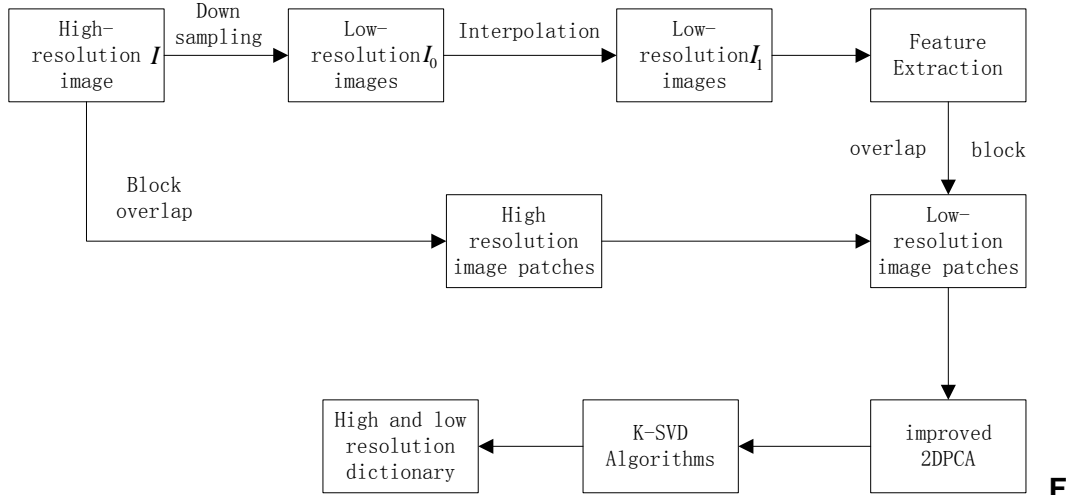 High-
resolution I
image
Down
sampling
Low-
resolution I₀
images
Interpolation
Low-
resolution I₁
images
Feature
Extraction
overlap block
Block
overlap
High
resolution
image patches
Low-
resolution
image patches
High and low
resolution
dictionary
K-SVD
Algorithms
improved
2DPCA
F